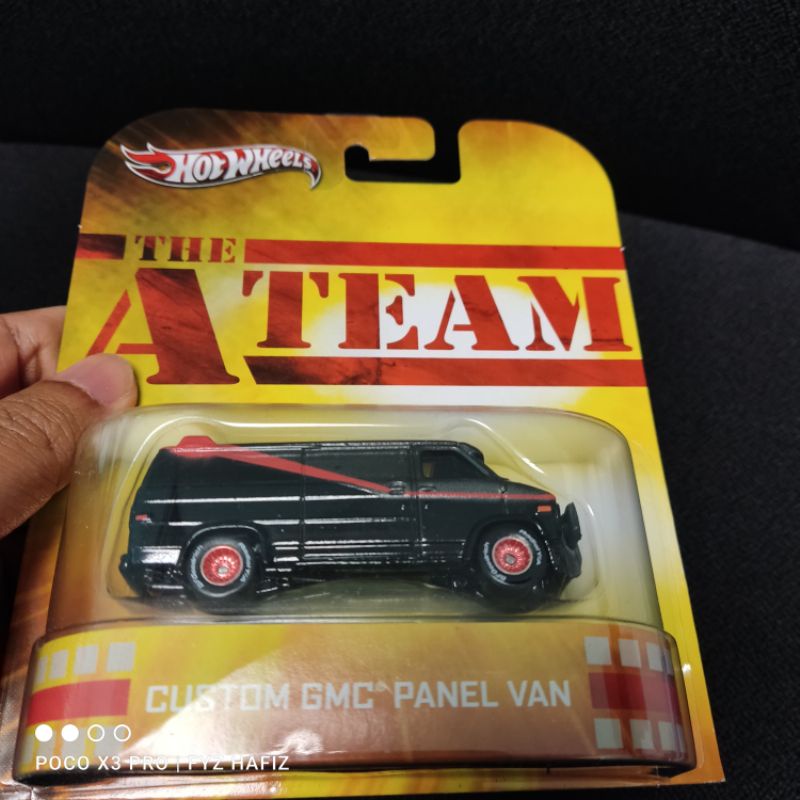 HOT WHEELS
THE
A TEAM
CUSTOM GMC PANEL VAN
POCO X3 PRO | FYZ HAFIZ